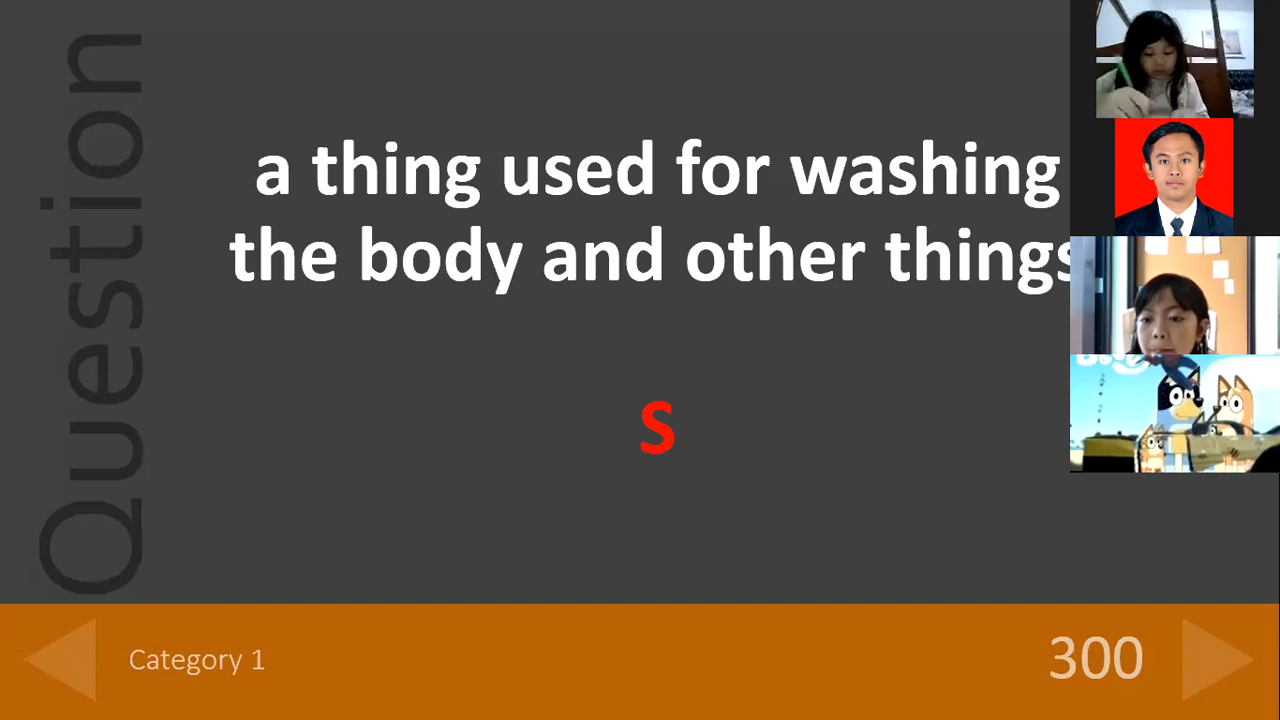 Question
a thing used for washing
the body and other things
S
Category 1
300